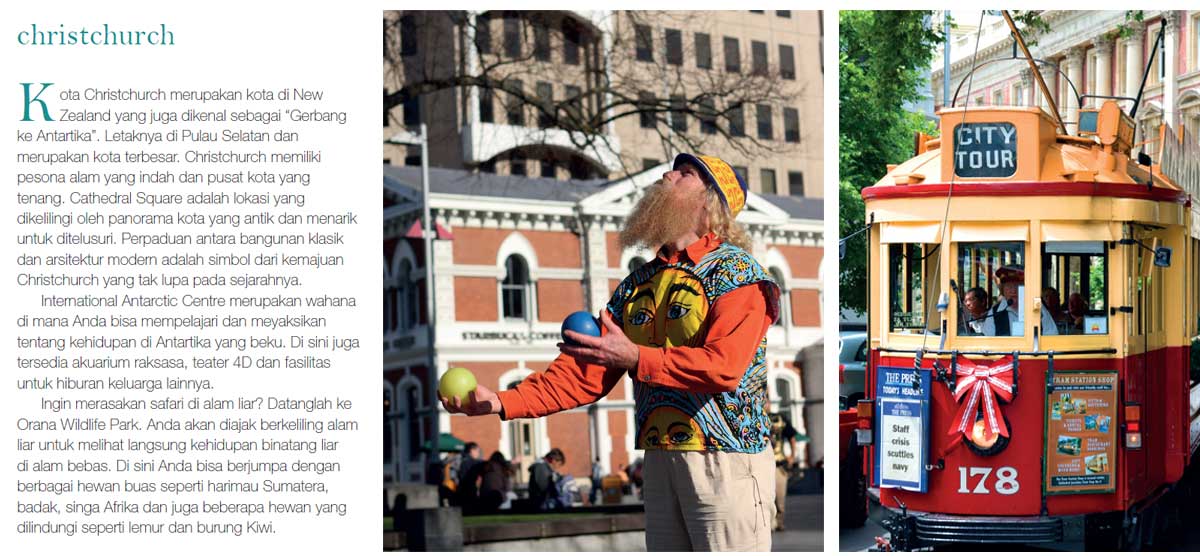 christchurch
Kota Christchurch merupakan kota di New
Zealand yang juga dikenal sebagai “Gerbang
ke Antartika”. Letaknya di Pulau Selatan dan
merupakan kota terbesar. Christchurch memiliki
pesona alam yang indah dan pusat kota yang
tenang. Cathedral Square adalah lokasi yang
dikelilingi oleh panorama kota yang antik dan menarik
untuk ditelusuri. Perpaduan antara bangunan klasik
dan arsitektur modern adalah simbol dari kemajuan
Christchurch yang tak lupa pada sejarahnya.
International Antarctic Centre merupakan wahana
di mana Anda bisa mempelajari dan meyaksikan
tentang kehidupan di Antartika yang beku. Di sini juga
tersedia akuarium raksasa, teater 4D dan fasilitas
untuk hiburan keluarga lainnya.
Ingin merasakan safari di alam liar? Datanglah ke
Orana Wildlife Park. Anda akan diajak berkeliling alam
liar untuk melihat langsung kehidupan binatang liar
di alam bebas. Di sini Anda bisa berjumpa dengan
berbagai hewan buas seperti harimau Sumatera,
badak, singa Afrika dan juga beberapa hewan yang
dilindungi seperti lemur dan burung Kiwi.
STARBUCKS COFFEE
CITY
TOUR
THE PRESS
TODAY'S HEADLINES
THE PRESS
Staff
crisis
scuttles
navy
TRAM STATION SHOP
178